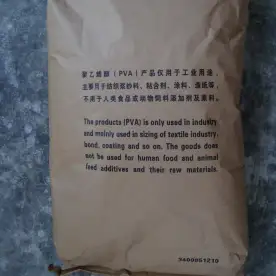 聚乙烯醇（PVA）产品仅用于工业用途，
主要用于纺织浆纱料、粘合剂、涂料、造纸等，
不用于人类食品或动物饲料添加剂及原料。
The products (PVA) is only used in industry
and mainly used in sizing of textile industry,
bond, coating and so on. The goods does
not be used for human food and animal
feed additives and their raw materials.
3400051210